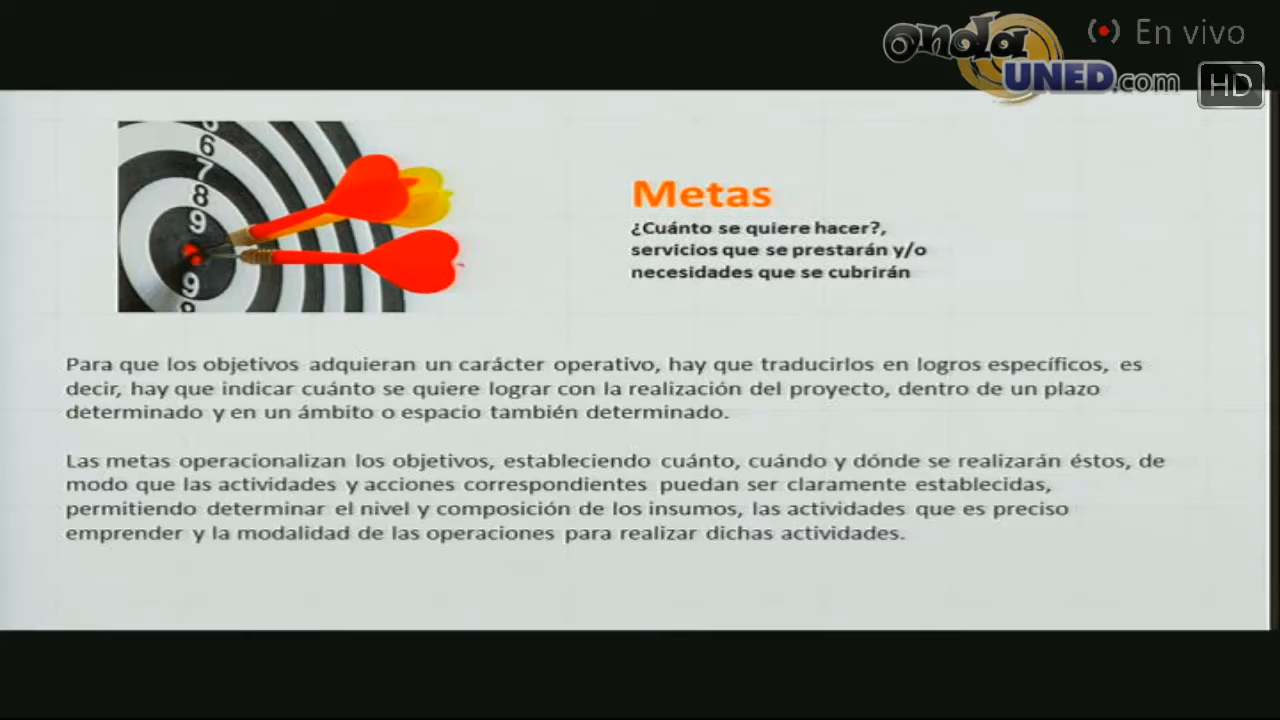 onda
UNED.com
En vivo
HD
6
7
8
9
9
8
Metas
¿Cuánto se quiere hacer?,
servicios que se prestarán y/o
necesidades que se cubrirán
Para que los objetivos adquieran un carácter operativo, hay que traducirlos en logros específicos, es
decir, hay que indicar cuánto se quiere lograr con la realización del proyecto, dentro de un plazo
determinado y en un ámbito o espacio también determinado.
Las metas operacionalizan los objetivos, estableciendo cuánto, cuándo y dónde se realizarán éstos, de
modo que las actividades y acciones correspondientes puedan ser claramente establecidas,
permitiendo determinar el nivel y composición de los insumos, las actividades que es preciso
emprender y la modalidad de las operaciones para realizar dichas actividades.